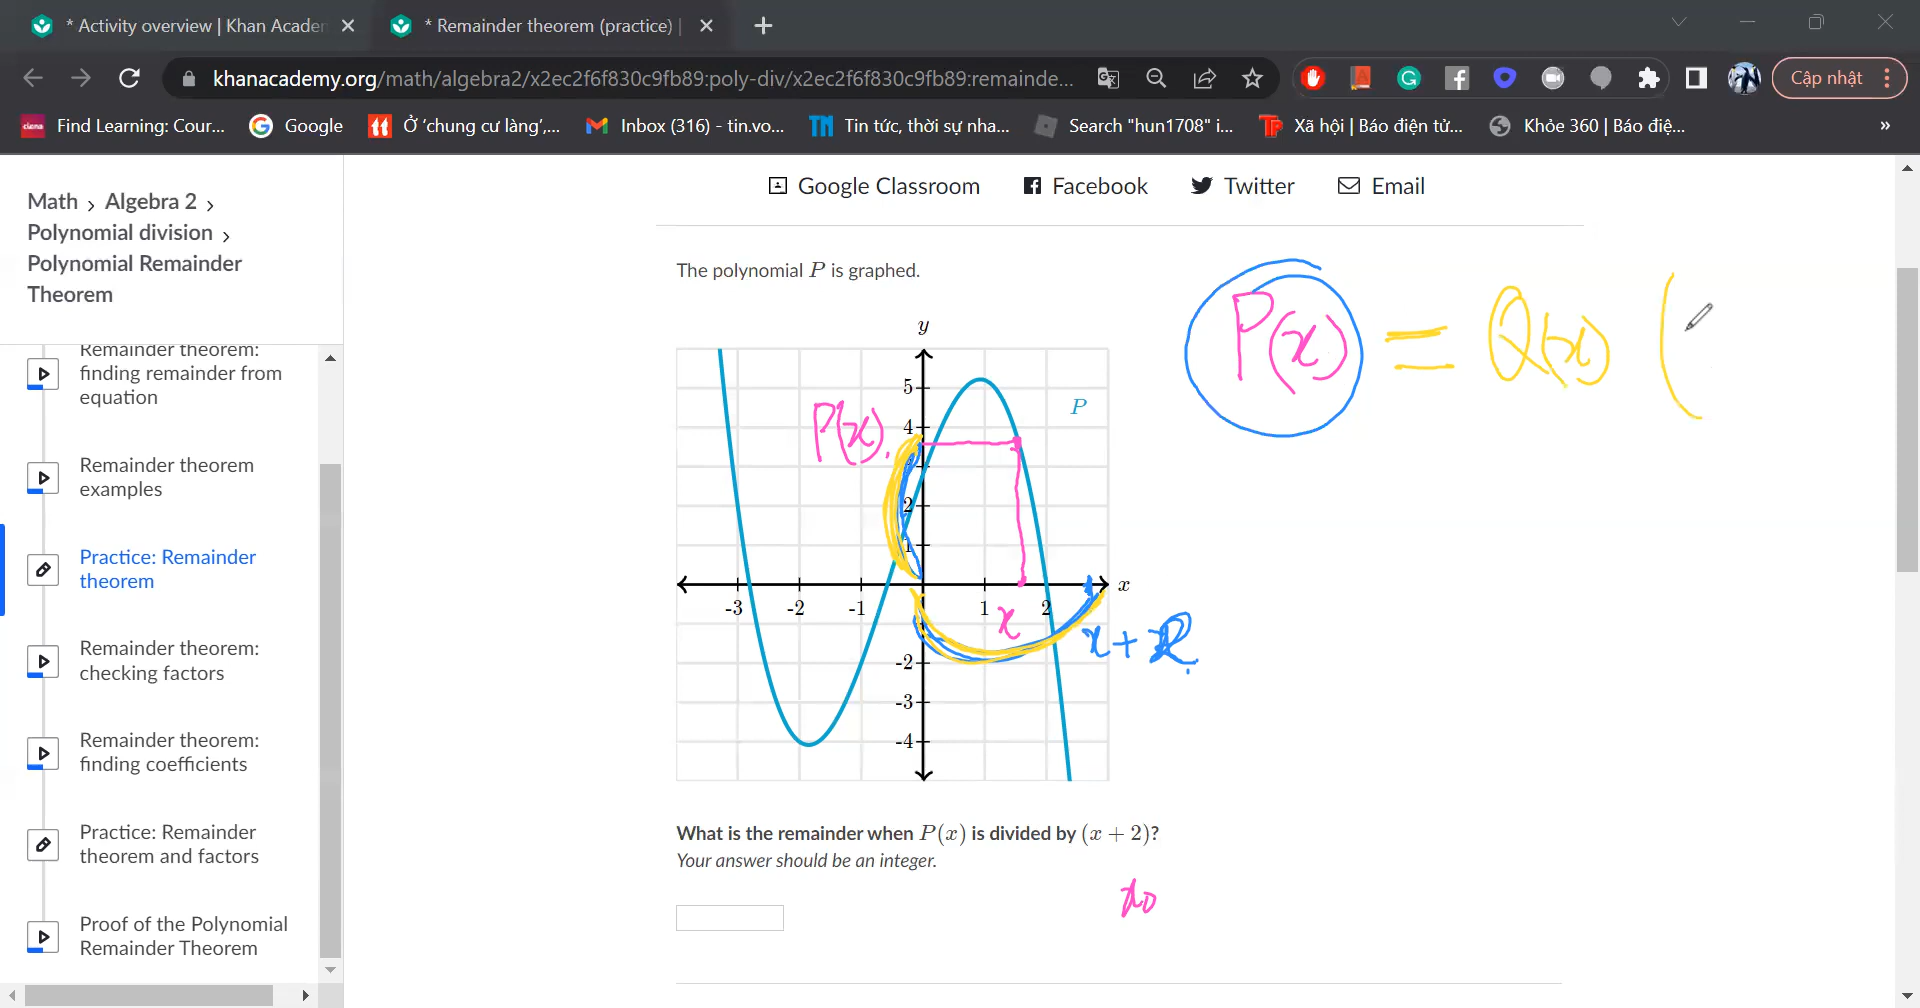 * Activity overview | Khan Acader
* Remainder theorem (practice) |
khanacademy.org/math/algebra2/x2ec2f6f830c9fb89:poly-div/x2ec2f6f830c9fb89:remainde...
Cập nhật
Find Learning: Cour...
Google
Ở ‘chung cư làng’,...
Inbox (316) - tin.vo...
Tin tức, thời sự nha...
Search "hun1708" i...
Xã hội | Báo điện tử...
Khỏe 360 | Báo điệ...
»
Math > Algebra 2 >
Polynomial division >
Polynomial Remainder
Theorem
Remainder theorem:
finding remainder from
equation
Remainder theorem
examples
Practice: Remainder
theorem
Remainder theorem:
checking factors
Remainder theorem:
finding coefficients
Practice: Remainder
theorem and factors
Proof of the Polynomial
Remainder Theorem
Google Classroom
Facebook
Twitter
Email
The polynomial P is graphed.
P(x) = Q(x) (
y
5
4
2
1
P
P(x)
-3 -2 -1 1 2 x
x
x +
-2
-3
-4
What is the remainder when P(x) is divided by (x + 2)?
Your answer should be an integer.
x₀